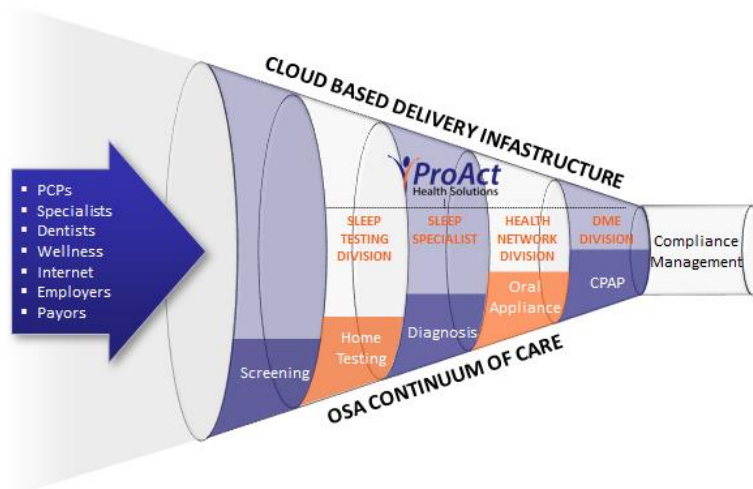 CLOUD BASED DELIVERY INFASTRUCTURE
ProAct
Health Solutions
▪ PCPs
▪ Specialists
▪ Dentists
▪ Wellness
▪ Internet
▪ Employers
▪ Payors
SLEEP
TESTING
DIVISION
SLEEP
SPECIALIST
HEALTH
NETWORK
DIVISION
DME
DIVISION
Compliance
Management
Screening
Home
Testing
Diagnosis
Oral
Appliance
CPAP
OSA CONTINUUM OF CARE